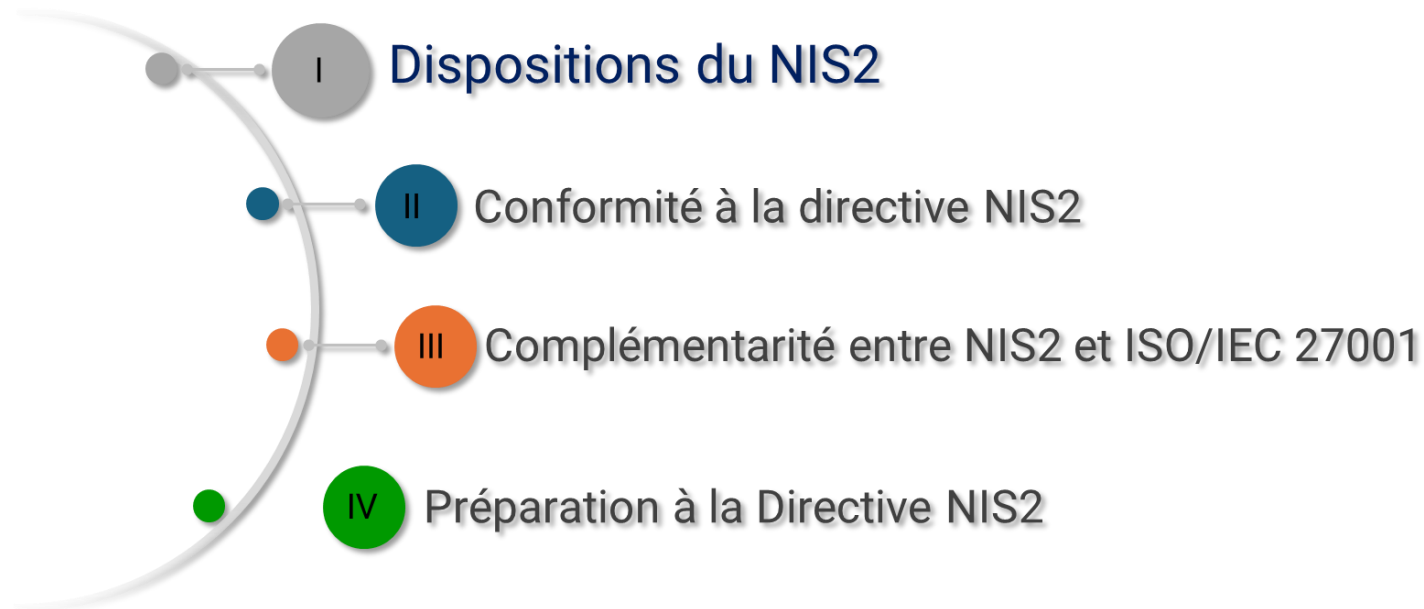 I Dispositions du NIS2
II Conformité à la directive NIS2
III Complémentarité entre NIS2 et ISO/IEC 27001
IV Préparation à la Directive NIS2